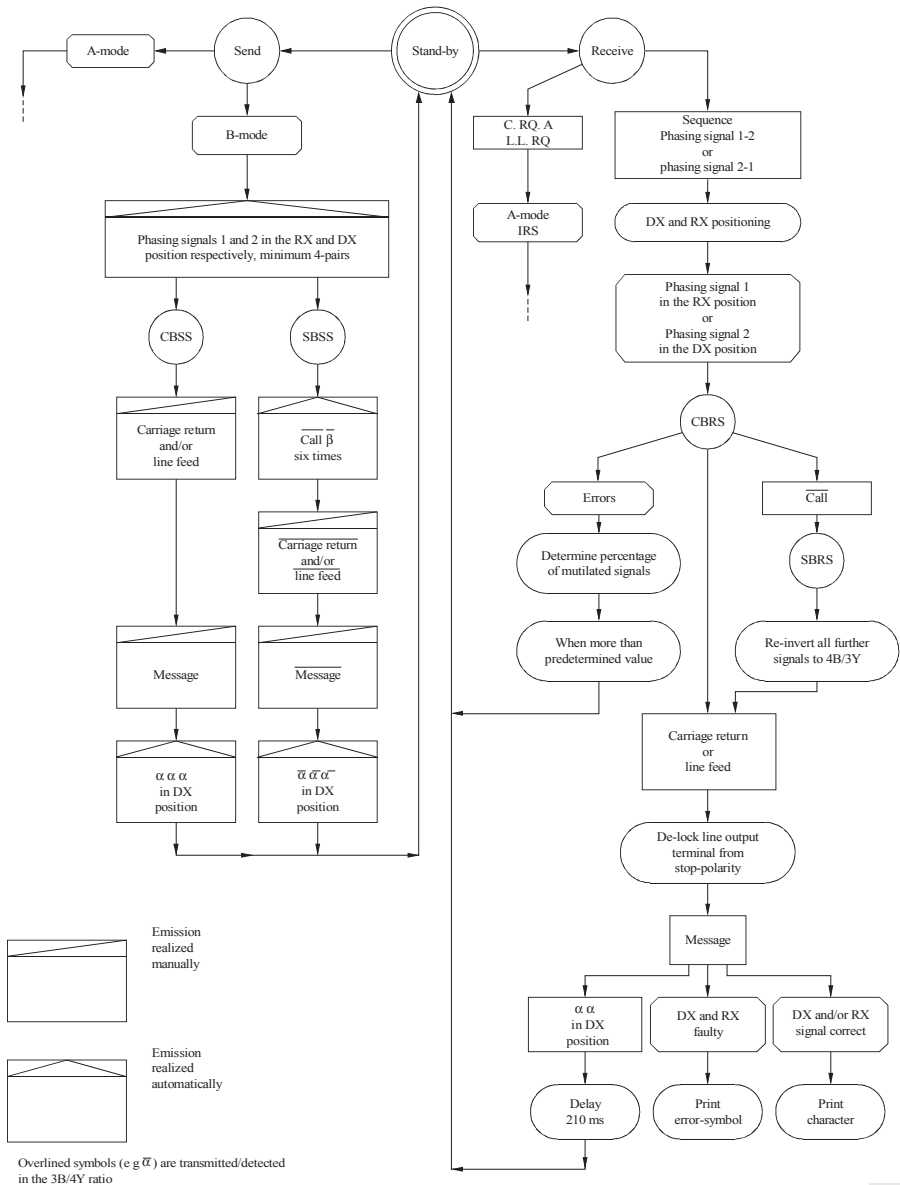 A-mode
Send
Stand-by
Receive
B-mode
C. RQ. A
L.L. RQ
Sequence
Phasing signal 1-2
or
phasing signal 2-1
A-mode
IRS
DX and RX positioning
Phasing signals 1 and 2 in the RX and DX
position respectively, minimum 4-pairs
Phasing signal 1
in the RX position
or
Phasing signal 2
in the DX position
CBSS
SBSS
CBRS
Carriage return
and/or
line feed
C̅a̅l̅l̅ β̅
six times
Errors
C̅a̅l̅l̅
C̅a̅r̅r̅i̅a̅g̅e̅ r̅e̅t̅u̅r̅n̅
and/or
l̅i̅n̅e̅ f̅e̅e̅d̅
Determine percentage
of mutilated signals
SBRS
Message
M̅e̅s̅s̅a̅g̅e̅
When more than
predetermined value
Re-invert all further
signals to 4B/3Y
Carriage return
or
line feed
α α α
in DX
position
α̅ α̅ α̅
in DX
position
De-lock line output
terminal from
stop-polarity
Message
Emission
realized
manually
α α
in DX
position
DX and RX
faulty
DX and/or RX
signal correct
Emission
realized
automatically
Delay
210 ms
Print
error-symbol
Print
character
Overlined symbols (e g α̅) are transmitted/detected
in the 3B/4Y ratio